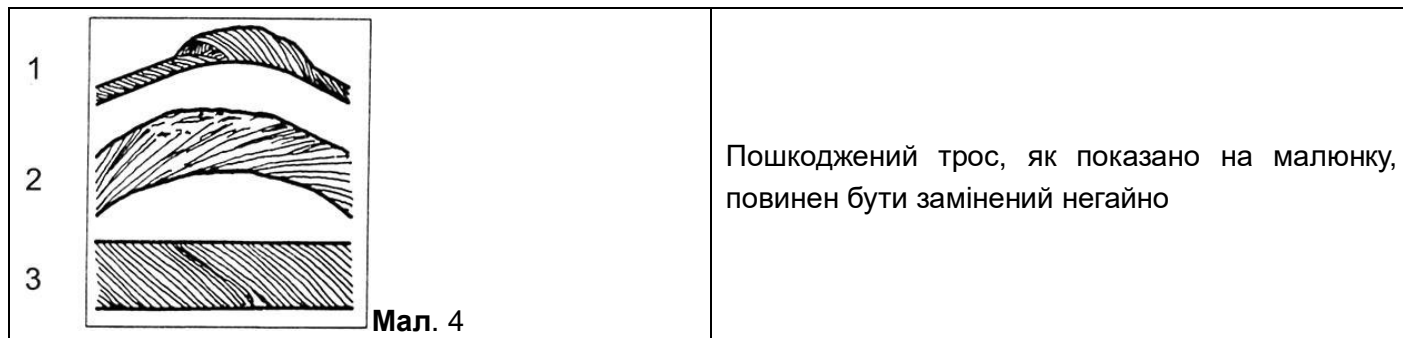 1
2
3
Мал. 4
Пошкоджений трос, як показано на малюнку,
повинен бути замінений негайно